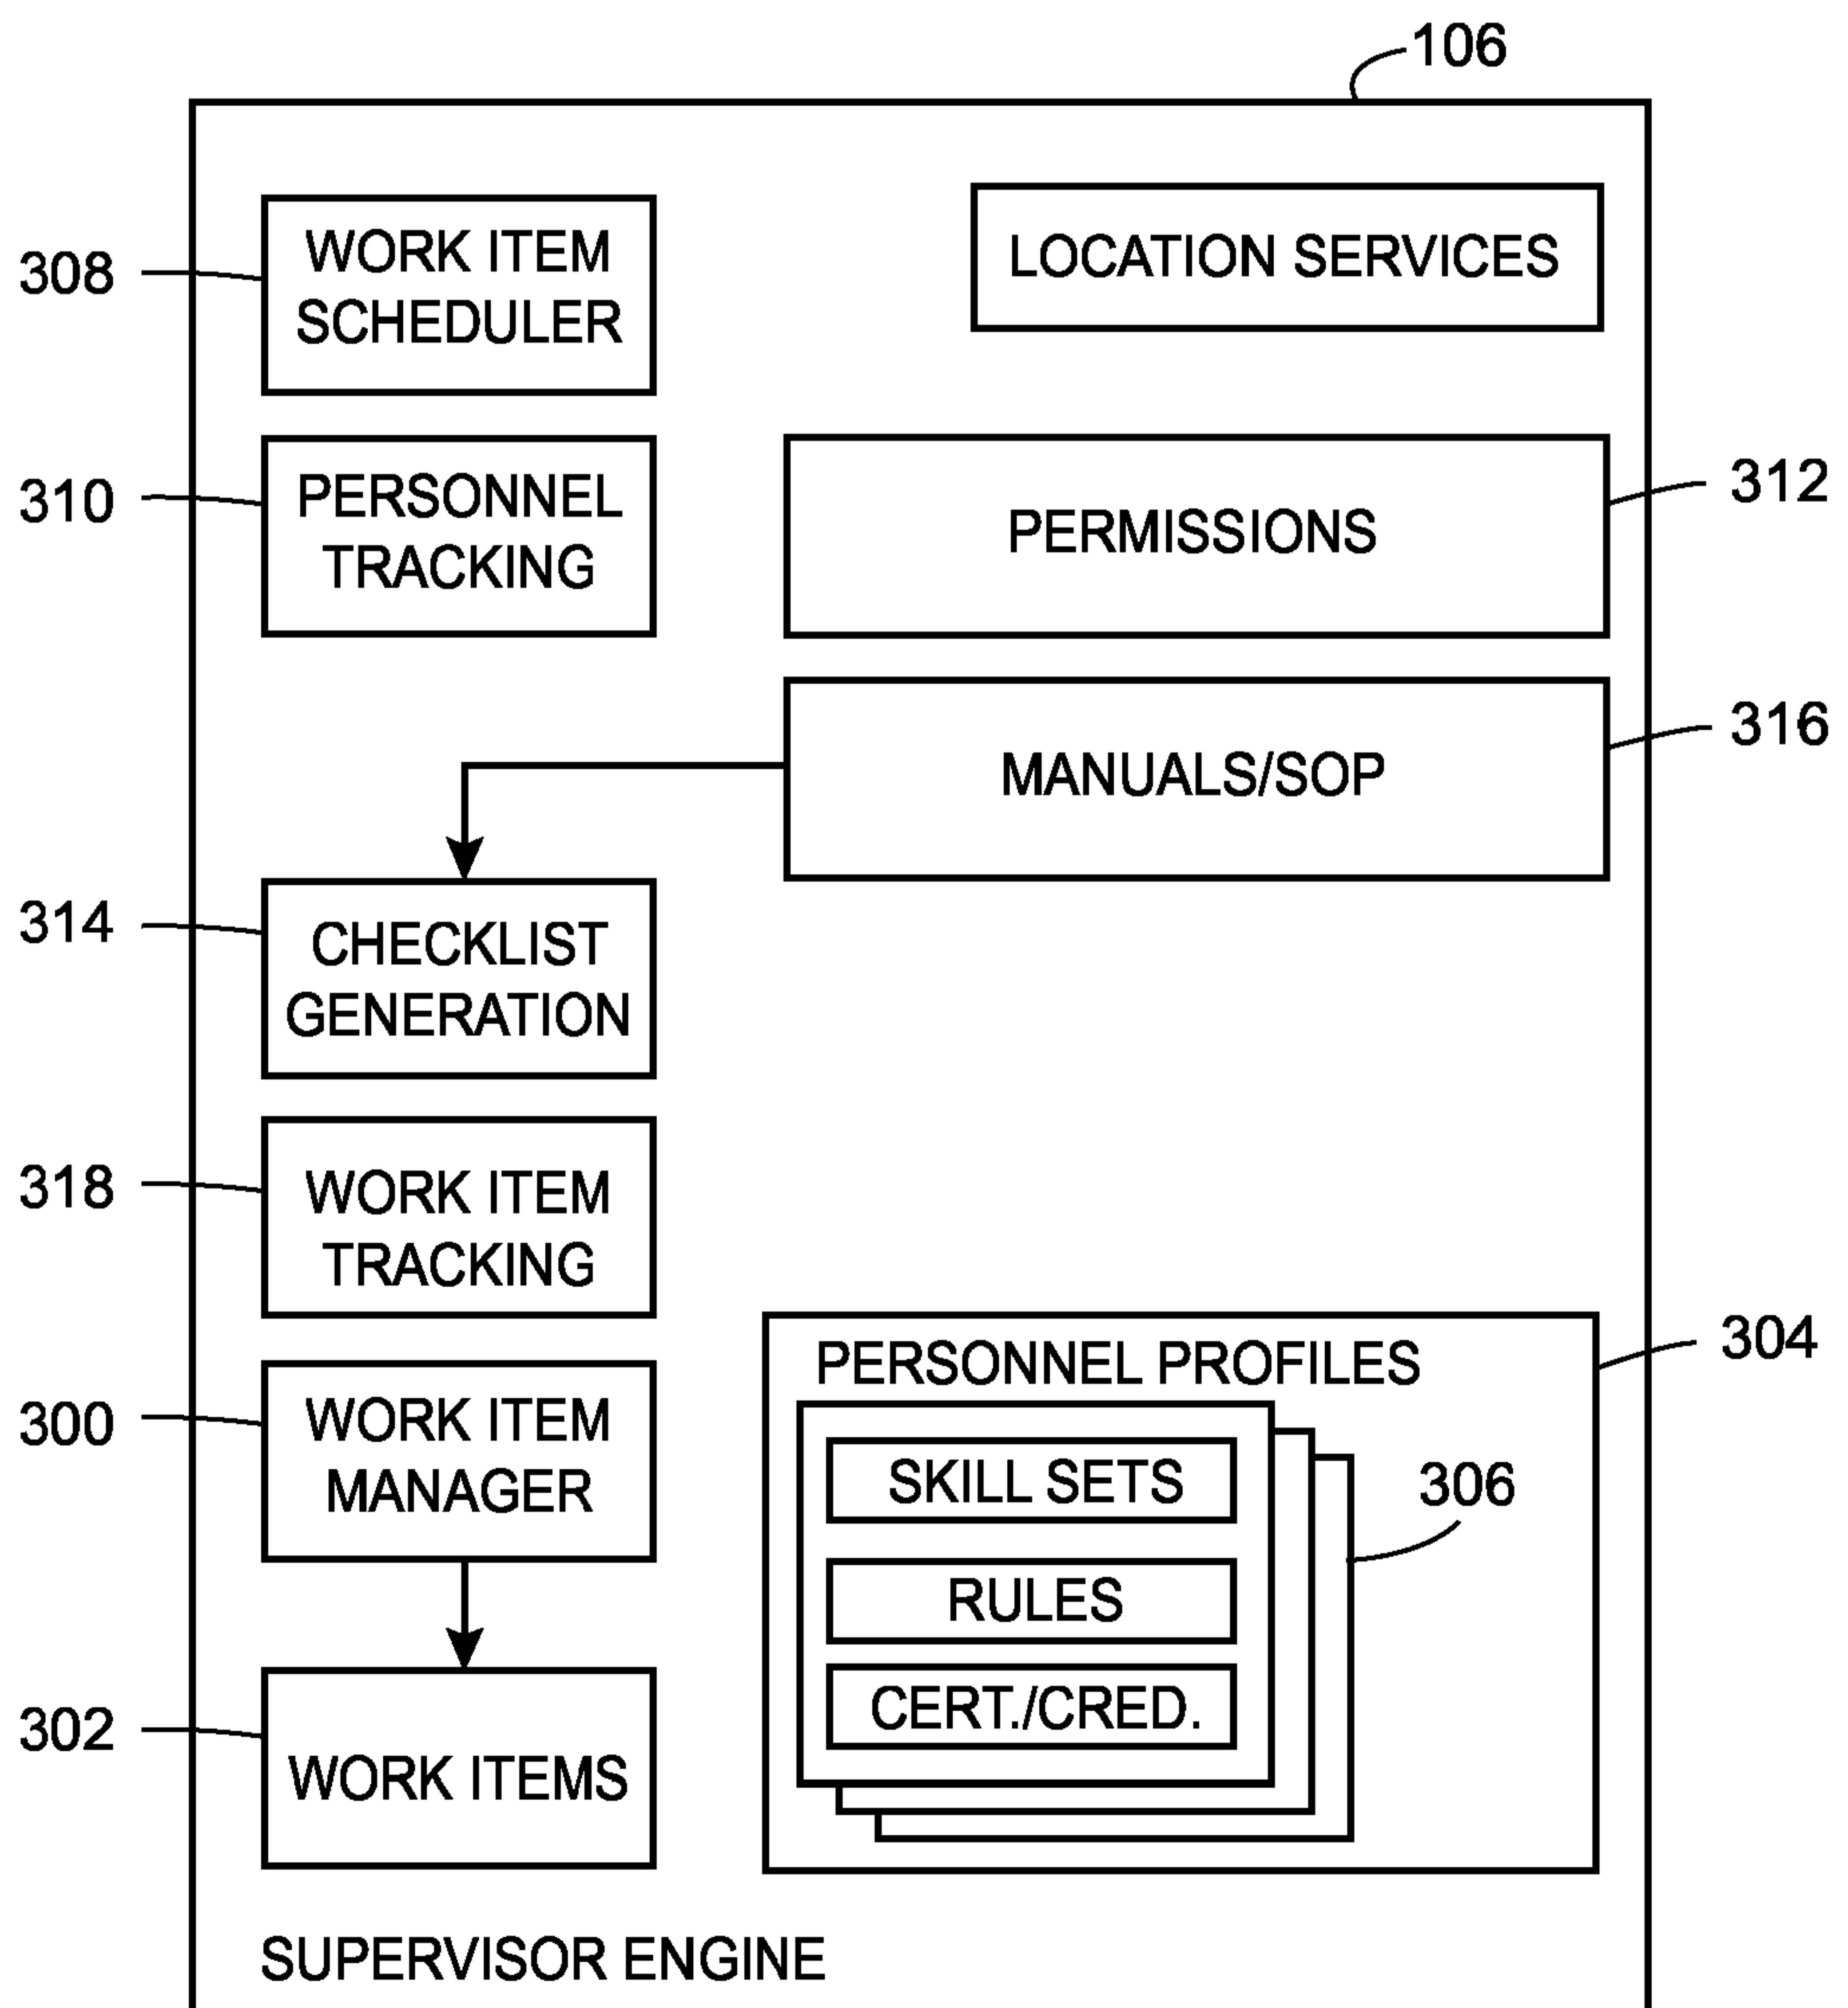 106
308
WORK ITEM
SCHEDULER
LOCATION SERVICES
310
PERSONNEL
TRACKING
PERMISSIONS
312
MANUALS/SOP
316
314
CHECKLIST
GENERATION
318
WORK ITEM
TRACKING
300
WORK ITEM
MANAGER
302
WORK ITEMS
PERSONNEL PROFILES
304
SKILL SETS
306
RULES
CERT./CRED.
SUPERVISOR ENGINE